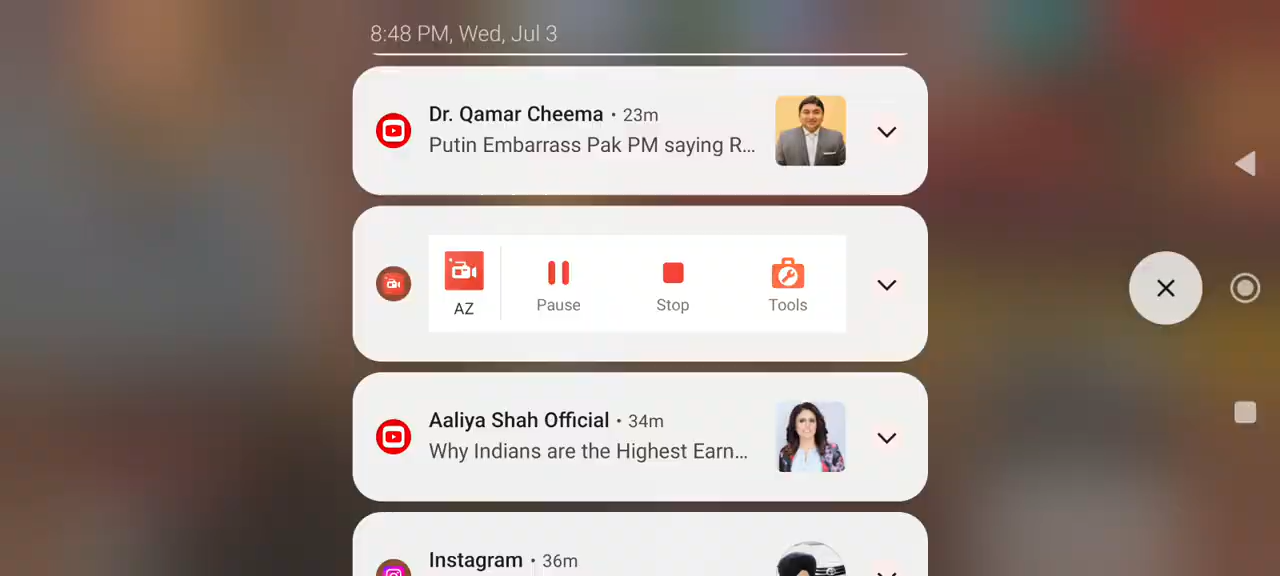 8:48 PM, Wed, Jul 3
Dr. Qamar Cheema • 23m
Putin Embarrass Pak PM saying R...
AZ
Pause
Stop
Tools
Aaliya Shah Official • 34m
Why Indians are the Highest Earn...
Instagram • 36m